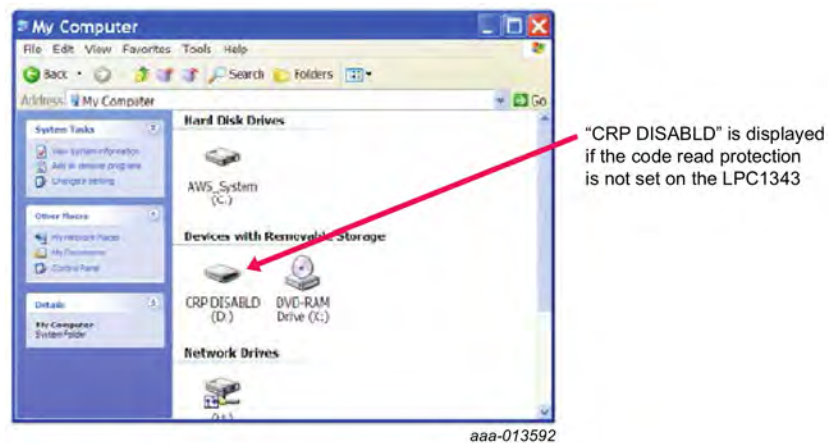 My Computer
File Edit View Favorites Tools Help
Back Search Folders
Address My Computer Go
System Tasks
View system information
Add or remove programs
Change a setting
Other Places
My Network Places
My Documents
Control Panel
Details
My Computer
System Folder
Hard Disk Drives
AWS_System
(C:)
Devices with Removable Storage
CRP DISABLD
(D:)
DVD-RAM
Drive (X:)
Network Drives
"CRP DISABLD" is displayed
if the code read protection
is not set on the LPC1343
aaa-013592